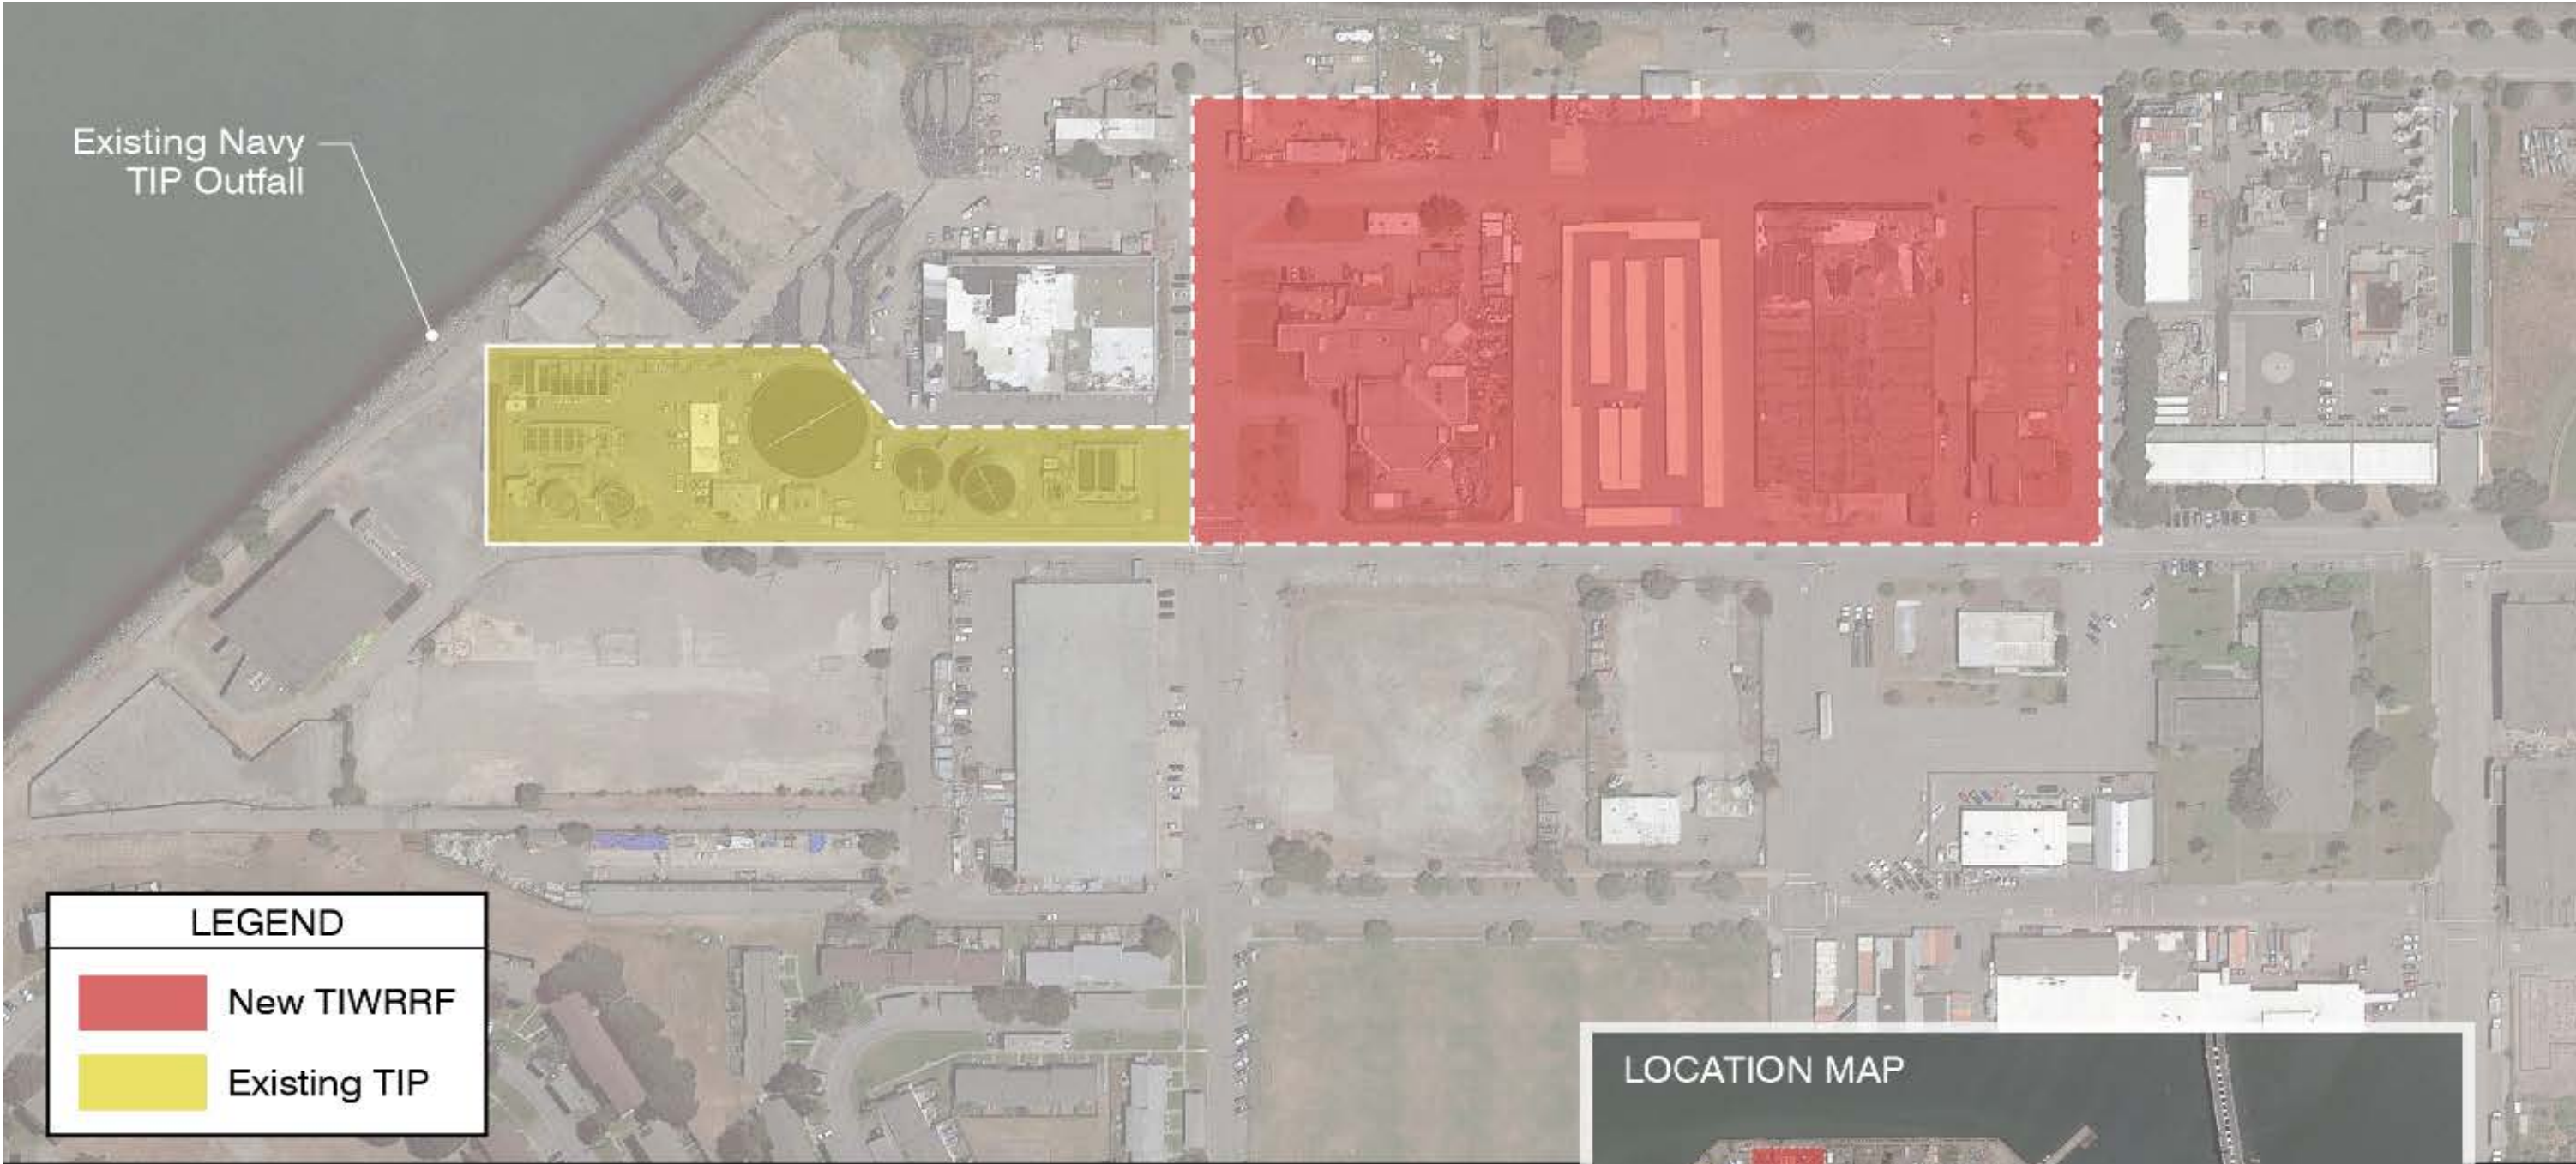 Existing Navy
TIP Outfall
LEGEND
New TIWRRF
Existing TIP
LOCATION MAP